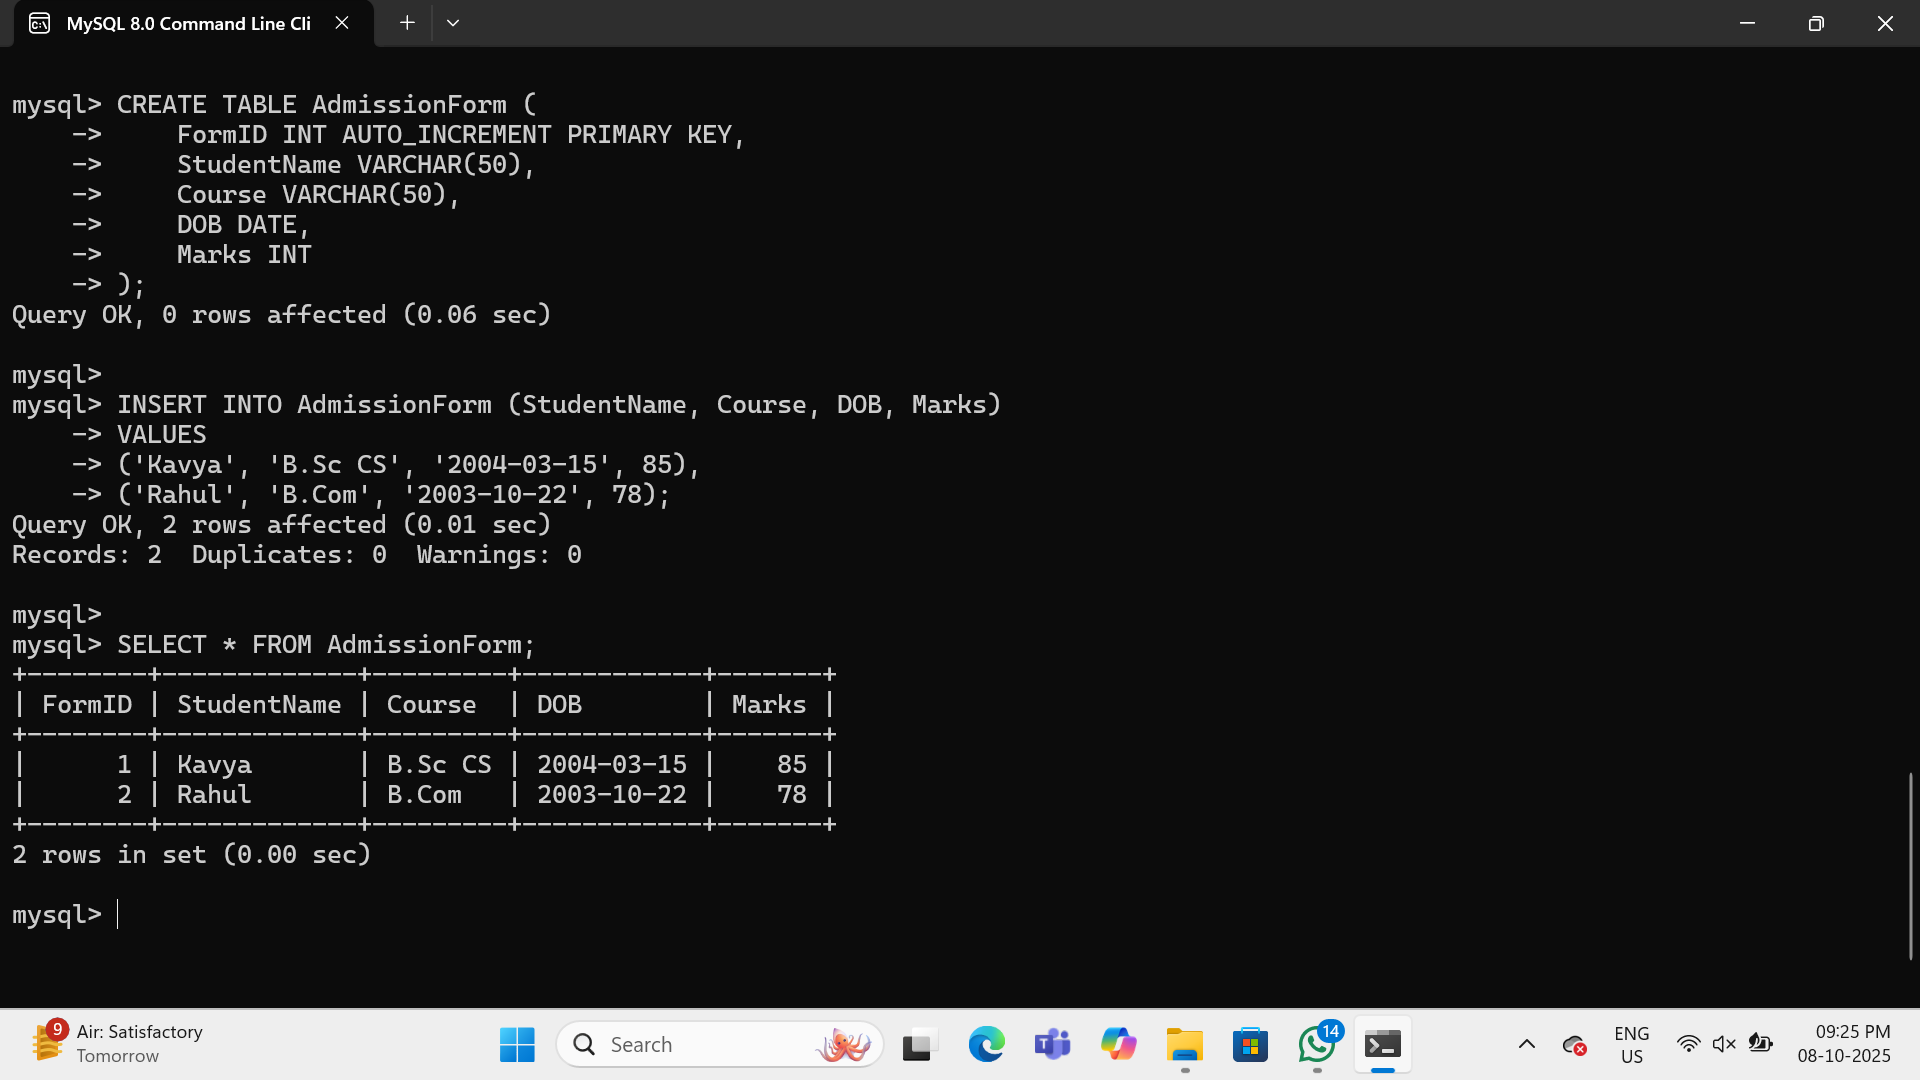 MySQL 8.0 Command Line Cli
mysql> CREATE TABLE AdmissionForm (
    ->     FormID INT AUTO_INCREMENT PRIMARY KEY,
    ->     StudentName VARCHAR(50),
    ->     Course VARCHAR(50),
    ->     DOB DATE,
    ->     Marks INT
    -> );
Query OK, 0 rows affected (0.06 sec)
mysql>
mysql> INSERT INTO AdmissionForm (StudentName, Course, DOB, Marks)
    -> VALUES
    -> ('Kavya', 'B.Sc CS', '2004-03-15', 85),
    -> ('Rahul', 'B.Com', '2003-10-22', 78);
Query OK, 2 rows affected (0.01 sec)
Records: 2  Duplicates: 0  Warnings: 0
mysql>
mysql> SELECT * FROM AdmissionForm;
+--------+-------------+---------+------------+-------+
| FormID | StudentName | Course  | DOB        | Marks |
+--------+-------------+---------+------------+-------+
|      1 | Kavya       | B.Sc CS | 2004-03-15 |    85 |
|      2 | Rahul       | B.Com   | 2003-10-22 |    78 |
+--------+-------------+---------+------------+-------+
2 rows in set (0.00 sec)
mysql>
9 Air: Satisfactory
Tomorrow
Search
14
ENG
US
09:25 PM
08-10-2025